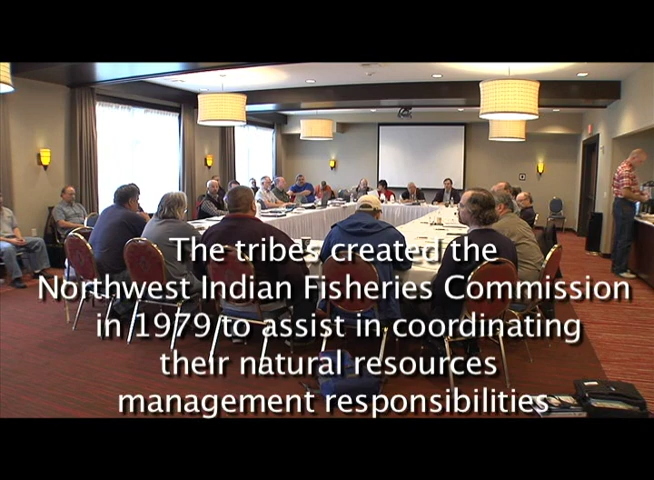 The tribes created the
Northwest Indian Fisheries Commission
in 1979 to assist in coordinating
their natural resources
management responsibilities